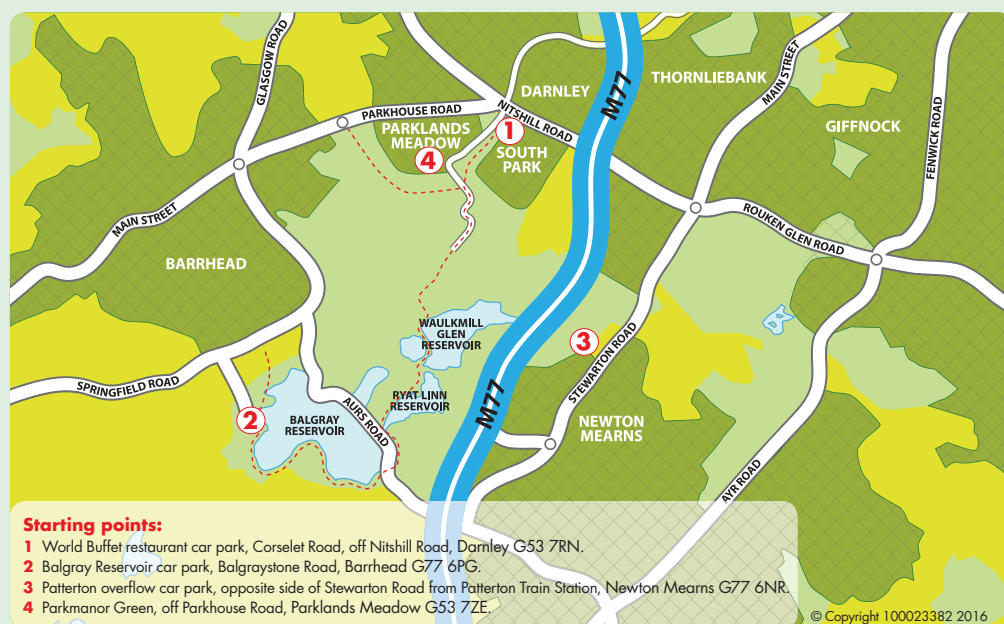 GLASGOW ROAD
M77
DARNLEY
THORNLIEBANK
MAIN STREET
PARKHOUSE ROAD
NITSHILL ROAD
GIFFNOCK
FENWICK ROAD
PARKLANDS
MEADOW
4
1
SOUTH
PARK
MAIN STREET
ROUKEN GLEN ROAD
BARRHEAD
WAULKMILL
GLEN
RESERVOIR
3
STEWARTON ROAD
SPRINGFIELD ROAD
2
BALGRAY
RESERVOIR
AURS ROAD
RYAT LINN
RESERVOIR
M77
NEWTON
MEARNS
AYR ROAD
Starting points:
1 World Buffet restaurant car park, Corselet Road, off Nitshill Road, Darnley G53 7RN.
2 Balgray Reservoir car park, Balgraystone Road, Barrhead G77 6PG.
3 Patterton overflow car park, opposite side of Stewarton Road from Patterton Train Station, Newton Mearns G77 6NR.
4 Parkmanor Green, off Parkhouse Road, Parklands Meadow G53 7ZE.
© Copyright 100023382 2016